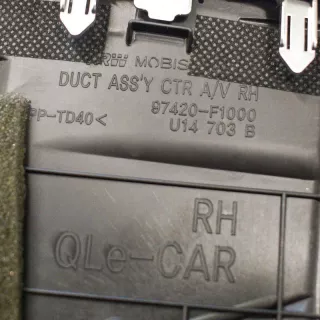 MOBIS
DUCT ASS'Y CTR A/V RH
PP-TD40< 97420-F1000
U14 703 B
RH
QLe-CAR